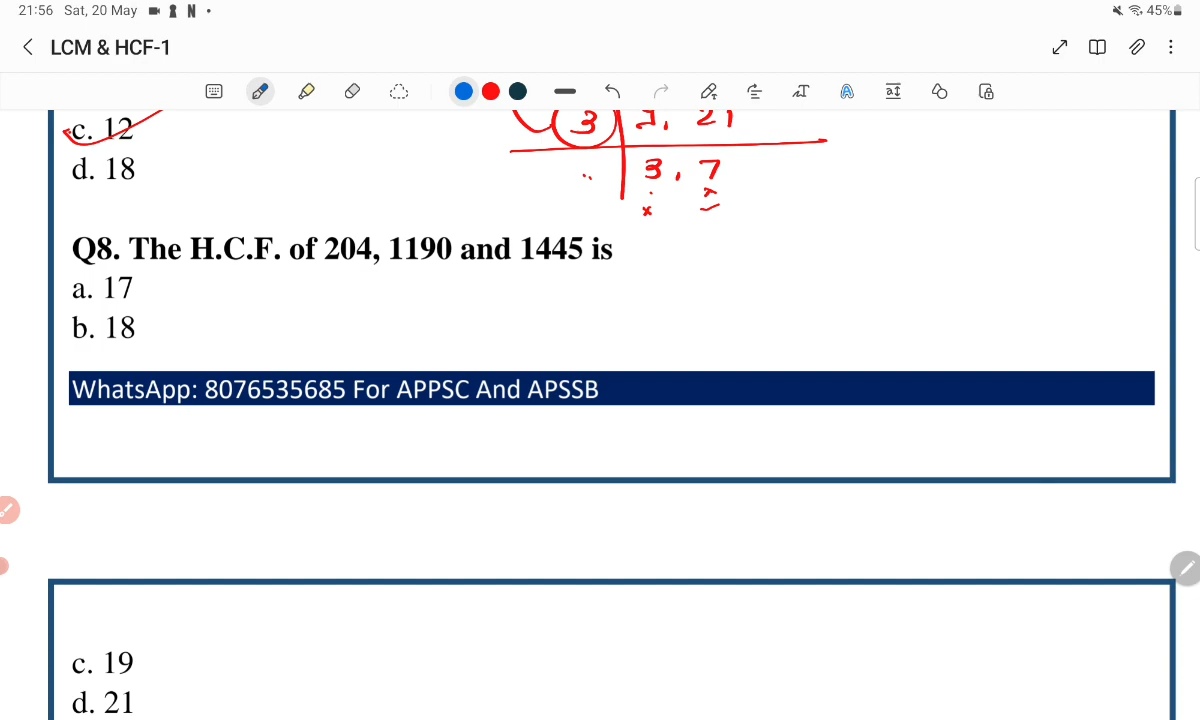 21:56 Sat, 20 May
45%
LCM & HCF-1
c. 12
3 21
d. 18
3, 7
Q8. The H.C.F. of 204, 1190 and 1445 is
a. 17
b. 18
WhatsApp: 8076535685 For APPSC And APSSB
c. 19
d. 21